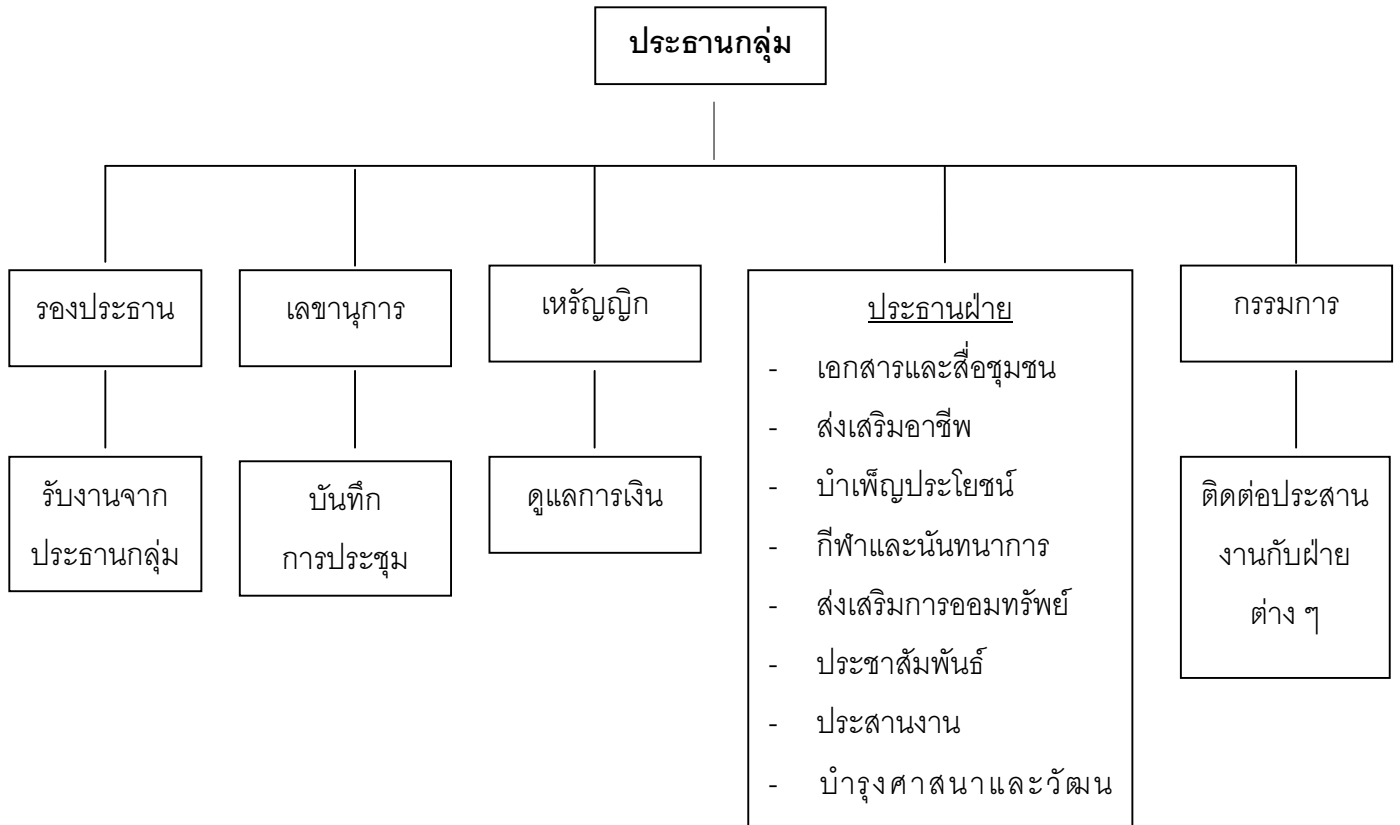 ประธานกลุ่ม
รองประธาน
เลขานุการ
เหรัญญิก
ประธานฝ่าย
- เอกสารและสื่อชุมชน
- ส่งเสริมอาชีพ
- บำเพ็ญประโยชน์
- กีฬาและนันทนาการ
- ส่งเสริมการออมทรัพย์
- ประชาสัมพันธ์
- ประสานงาน
- บำรุงศาสนาและวัฒน
กรรมการ
รับงานจาก
ประธานกลุ่ม
บันทึก
การประชุม
ดูแลการเงิน
ติดต่อประสาน
งานกับฝ่าย
ต่าง ๆ